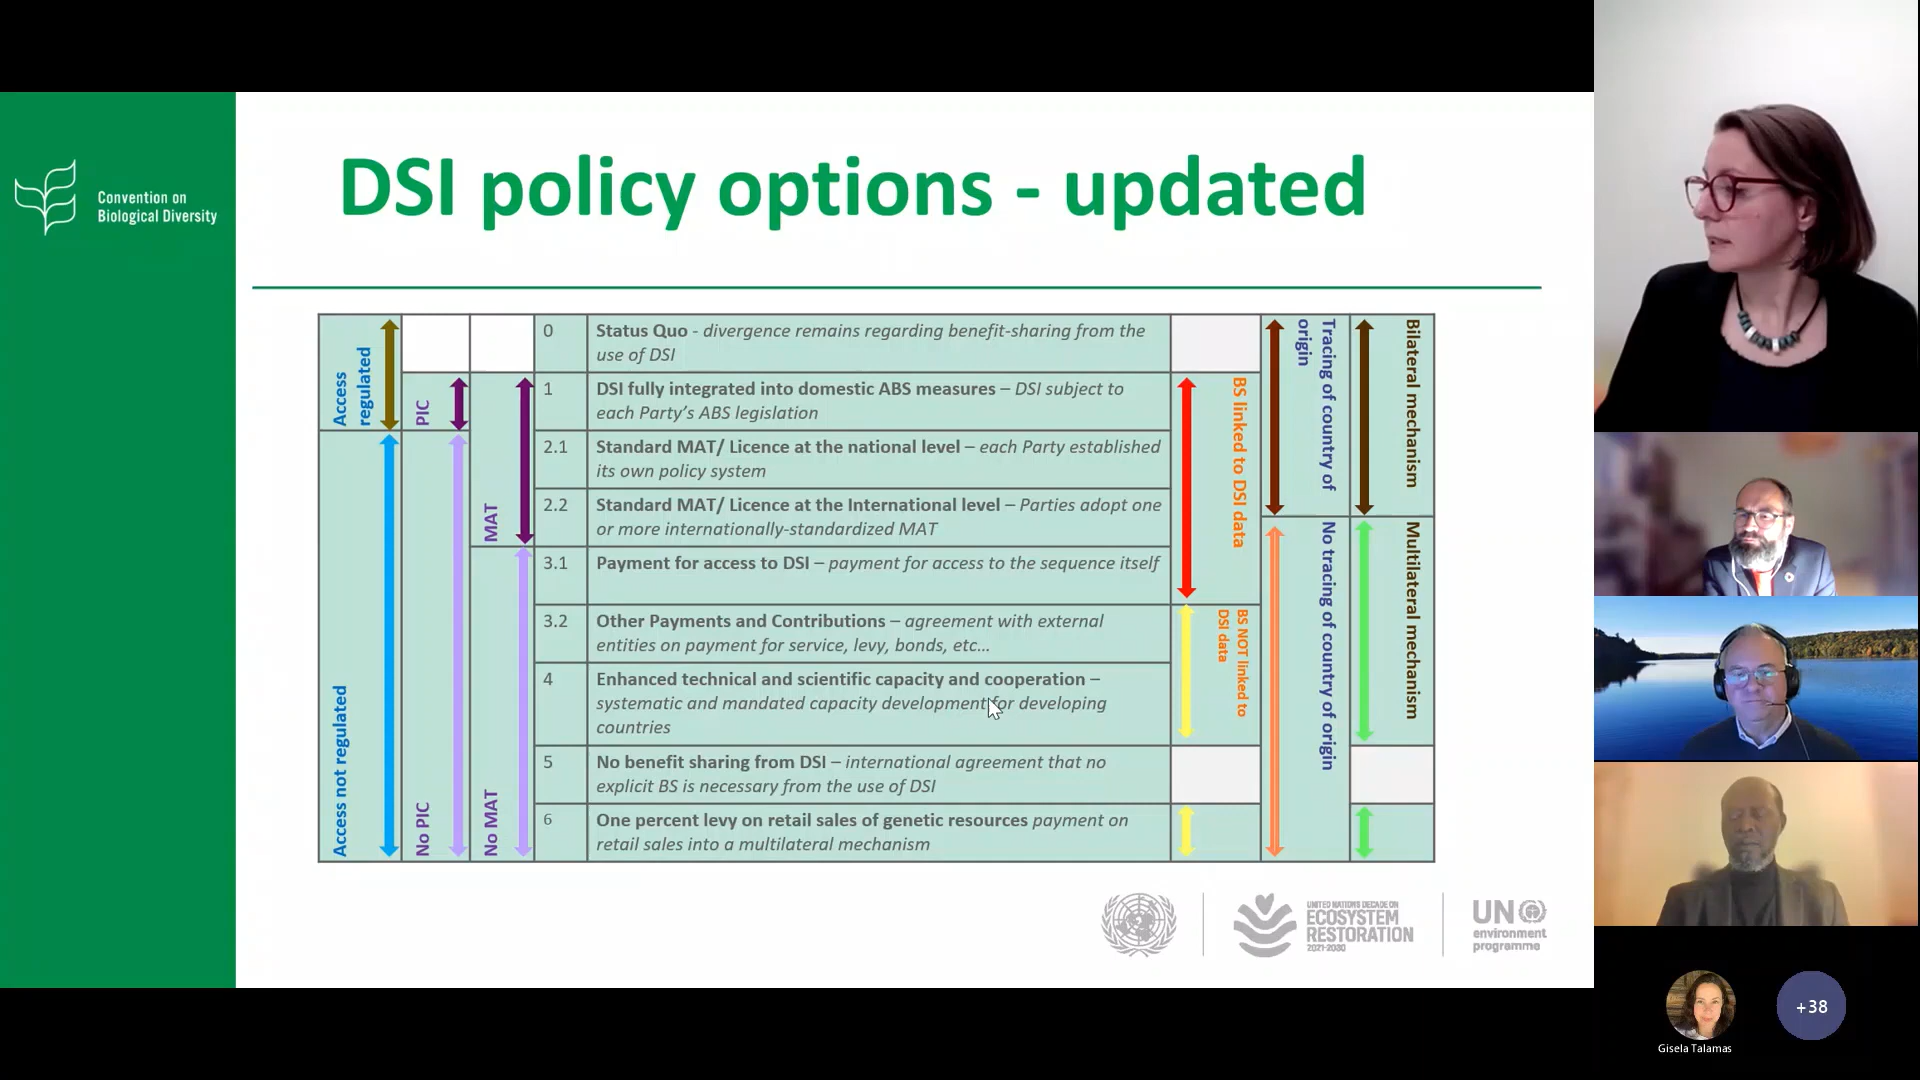 Convention on
Biological Diversity
DSI policy options - updated
Access
regulated
Access not regulated
PIC
No PIC
MAT
No MAT
0
Status Quo - divergence remains regarding benefit-sharing from the
use of DSI
1
DSI fully integrated into domestic ABS measures – DSI subject to
each Party's ABS legislation
2.1
Standard MAT/ Licence at the national level – each Party established
its own policy system
2.2
Standard MAT/ Licence at the International level – Parties adopt one
or more internationally-standardized MAT
3.1
Payment for access to DSI – payment for access to the sequence itself
3.2
Other Payments and Contributions – agreement with external
entities on payment for service, levy, bonds, etc...
4
Enhanced technical and scientific capacity and cooperation –
systematic and mandated capacity development for developing
countries
5
No benefit sharing from DSI – international agreement that no
explicit BS is necessary from the use of DSI
6
One percent levy on retail sales of genetic resources payment on
retail sales into a multilateral mechanism
BS linked to DSI data
BS NOT linked to
DSI data
Tracing of country of
origin
No tracing of country of origin
Bilateral mechanism
Multilateral mechanism
UNITED NATIONS DECADE ON
ECOSYSTEM
RESTORATION
2021-2030
UN
environment
programme
+38
Gisela Talamas